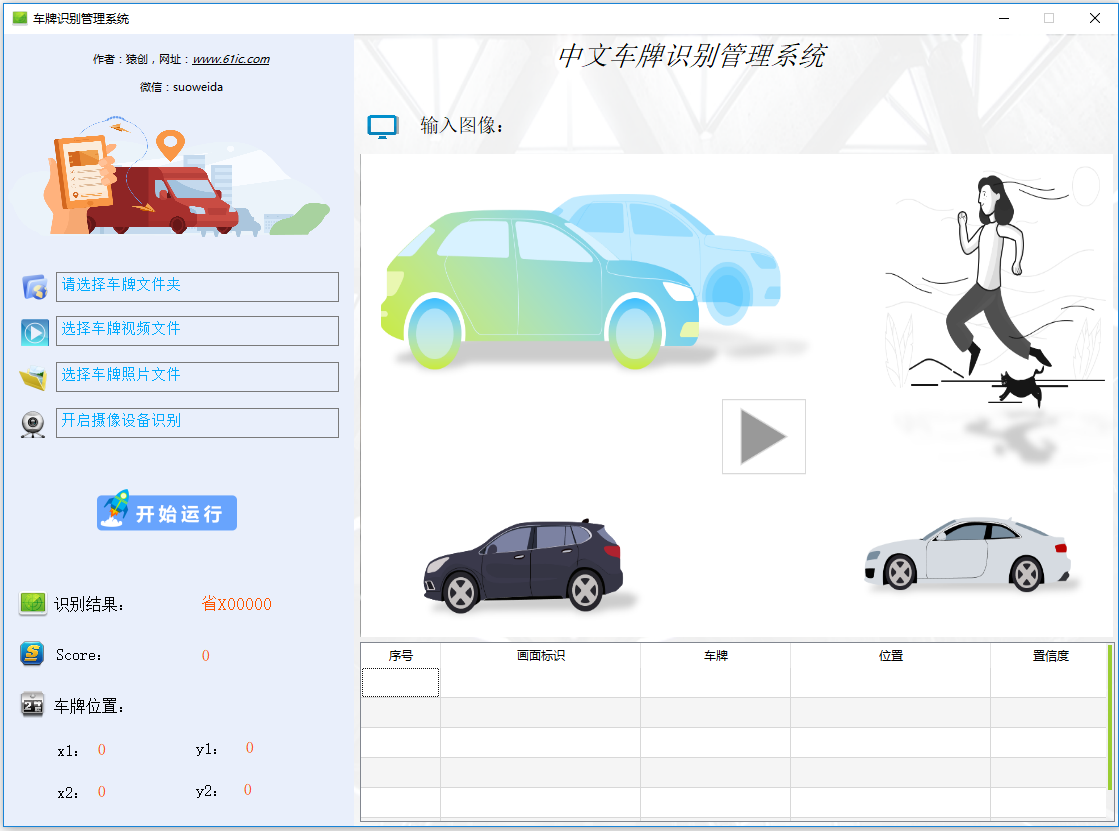 车牌识别管理系统
作者：猿创，网址：www.61ic.com
微信：suoweida
请选择车牌文件夹
选择车牌视频文件
选择车牌照片文件
开启摄像设备识别
开始运行
识别结果： 省X00000
Score： 0
车牌位置：
x1： 0 y1： 0
x2： 0 y2： 0
中文车牌识别管理系统
输入图像：
序号 画面标识 车牌 位置 置信度